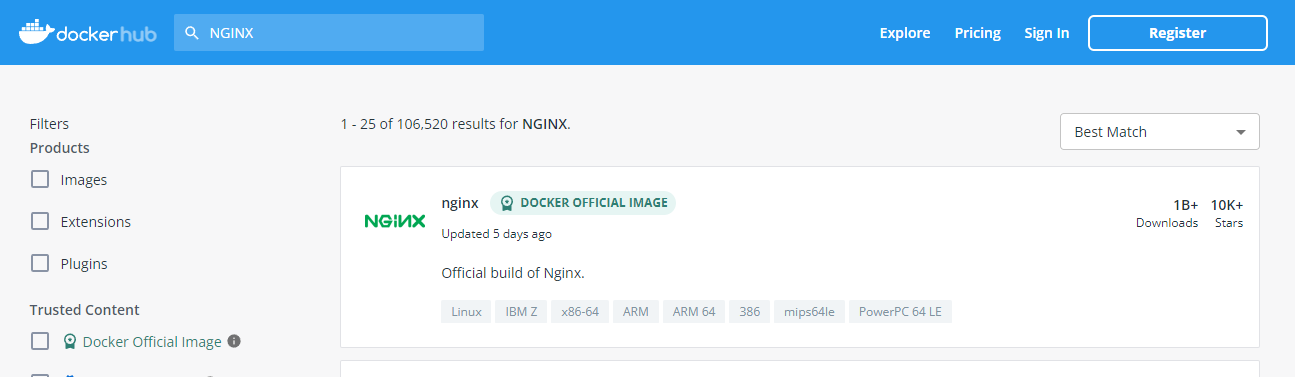 docker hub
NGINX
Explore
Pricing
Sign In
Register
Filters
Products
Images
Extensions
Plugins
Trusted Content
Docker Official Image
1 - 25 of 106,520 results for NGINX.
Best Match
NGINX
nginx
DOCKER OFFICIAL IMAGE
Updated 5 days ago
1B+
Downloads
10K+
Stars
Official build of Nginx.
Linux
IBM Z
x86-64
ARM
ARM 64
386
mips64le
PowerPC 64 LE